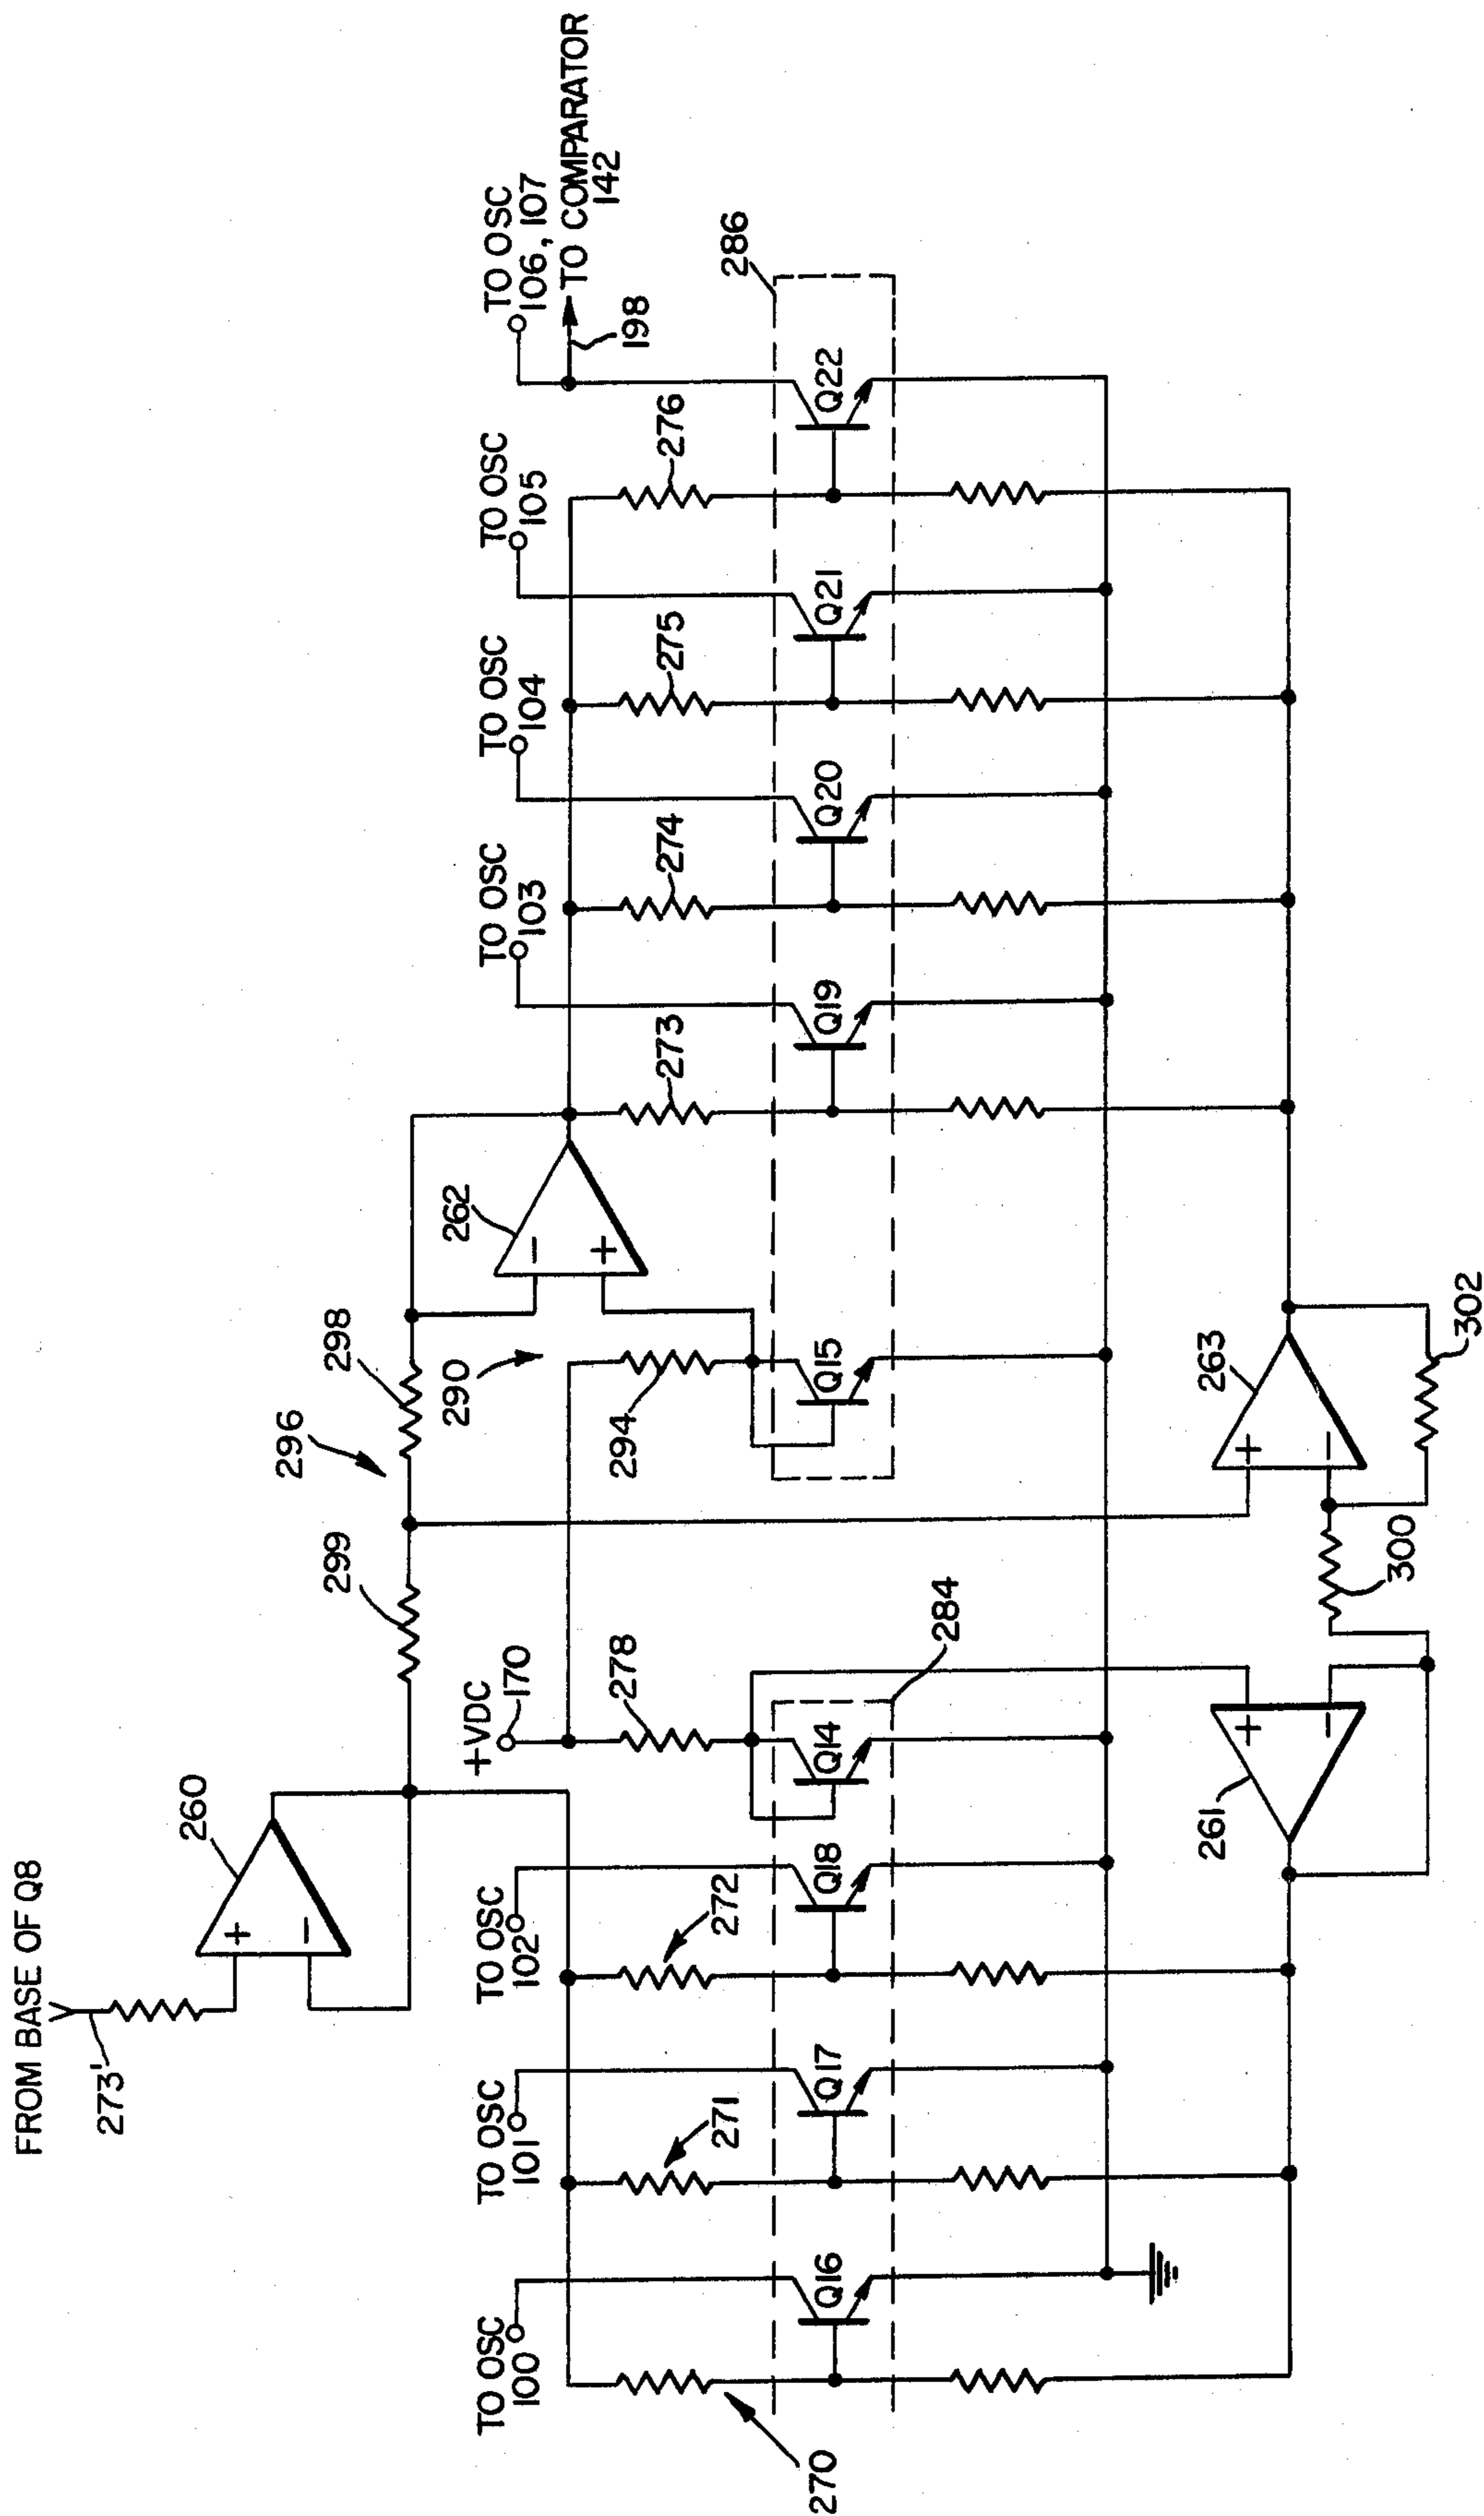 FROM BASE OF Q8
273'
260
+
−
299
296
298
+VDC
170
TO OSC
100
TO OSC
101
TO OSC
102
TO OSC
103
TO OSC
104
TO OSC
105
TO OSC
106, 107
TO COMPARATOR
142
198
290
262
−
+
270
271
272
278
294
273
274
275
276
284
286
Q16
Q17
Q18
Q14
Q15
Q19
Q20
Q21
Q22
261
+
−
300
263
+
−
302